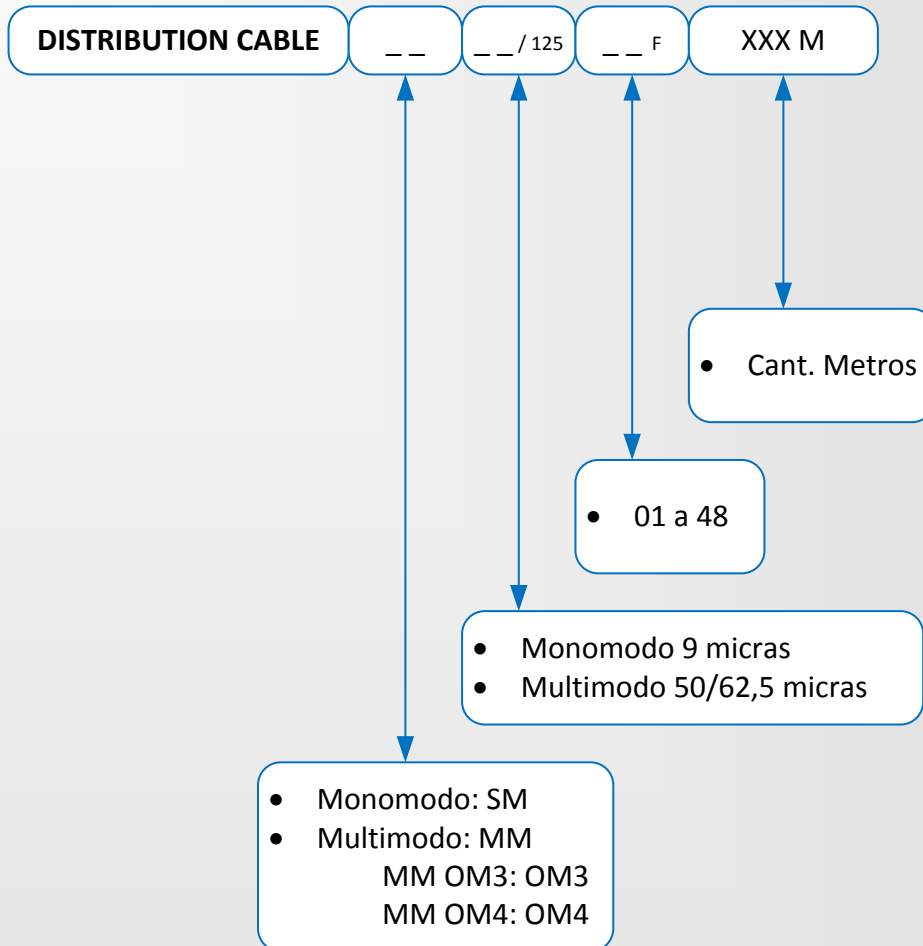 DISTRIBUTION CABLE _ _ _ _ / 125 _ _ F XXX M
• Cant. Metros
• 01 a 48
• Monomodo 9 micras
• Multimodo 50/62,5 micras
• Monomodo: SM
• Multimodo: MM
MM OM3: OM3
MM OM4: OM4